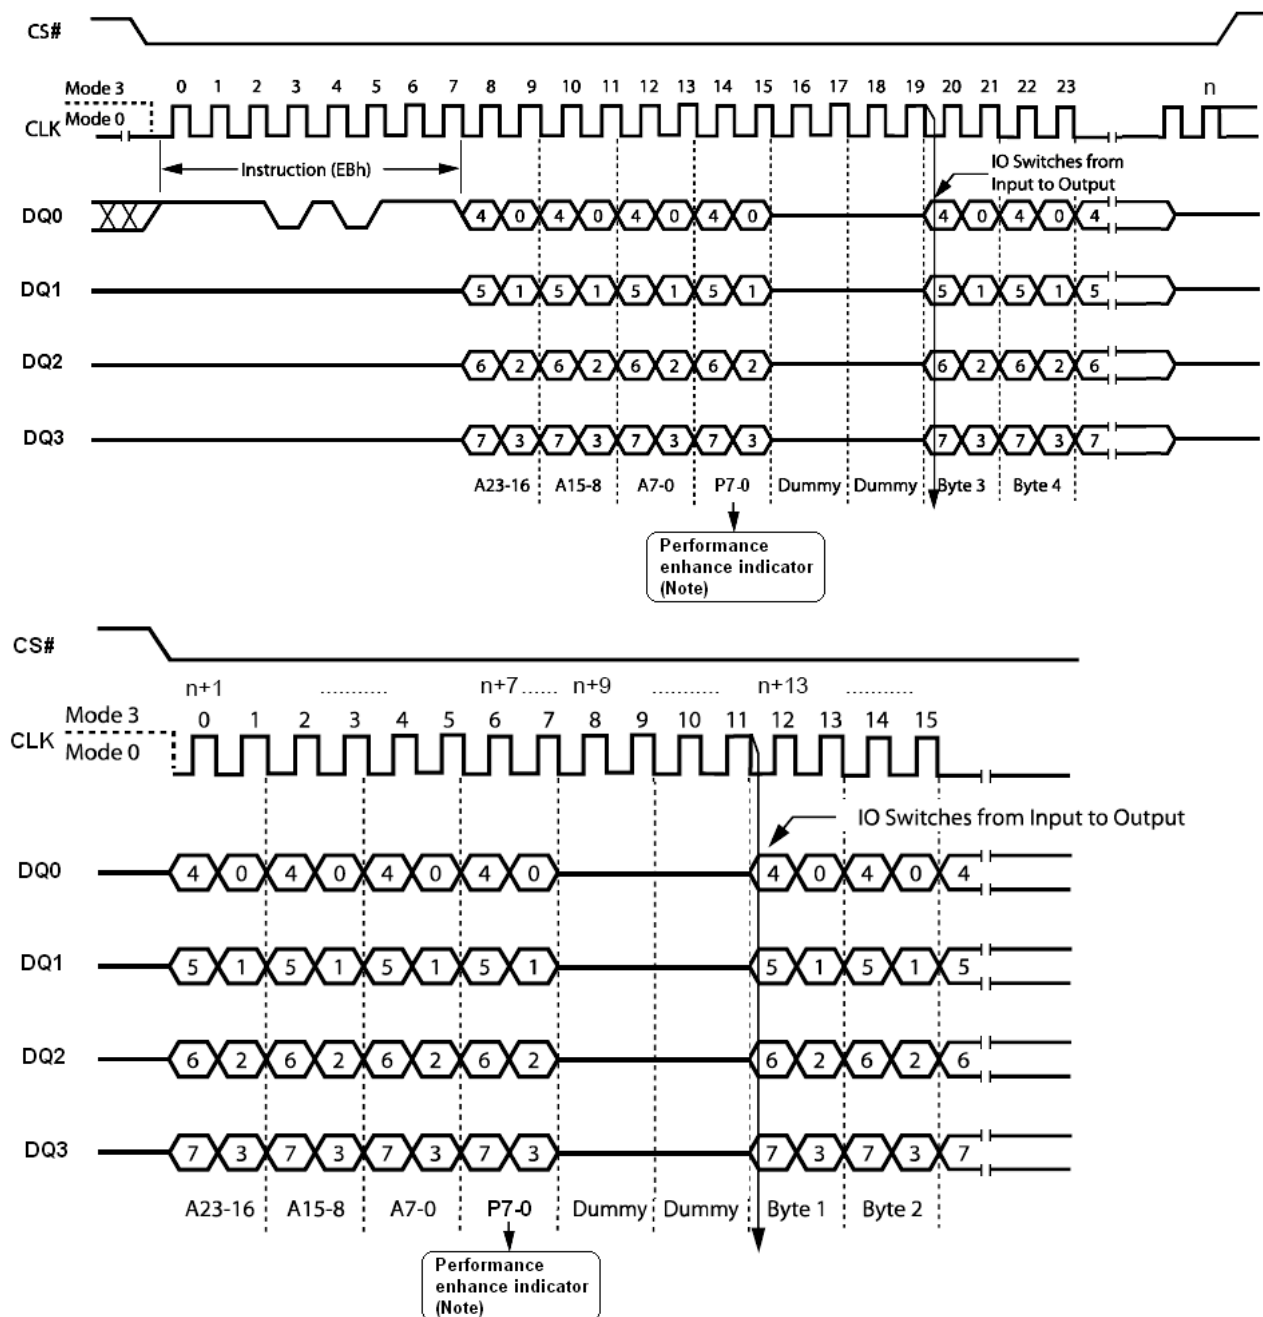 CS#
Mode 3 0 1 2 3 4 5 6 7 8 9 10 11 12 13 14 15 16 17 18 19 20 21 22 23 n
Mode 0
CLK
Instruction (EBh)
IO Switches from
Input to Output
DQ0 4 0 4 0 4 0 4 0 4 0 4 0 4
DQ1 5 1 5 1 5 1 5 1 5 1 5 1 5
DQ2 6 2 6 2 6 2 6 2 6 2 6 2 6
DQ3 7 3 7 3 7 3 7 3 7 3 7 3 7
A23-16 A15-8 A7-0 P7-0 Dummy Dummy Byte 3 Byte 4
Performance
enhance indicator
(Note)
CS#
n+1 ........... n+7 ...... n+9 ........... n+13 ...........
Mode 3 0 1 2 3 4 5 6 7 8 9 10 11 12 13 14 15
CLK
Mode 0
IO Switches from Input to Output
DQ0 4 0 4 0 4 0 4 0 4 0 4 0 4
DQ1 5 1 5 1 5 1 5 1 5 1 5 1 5
DQ2 6 2 6 2 6 2 6 2 6 2 6 2 6
DQ3 7 3 7 3 7 3 7 3 7 3 7 3 7
A23-16 A15-8 A7-0 P7-0 Dummy Dummy Byte 1 Byte 2
Performance
enhance indicator
(Note)